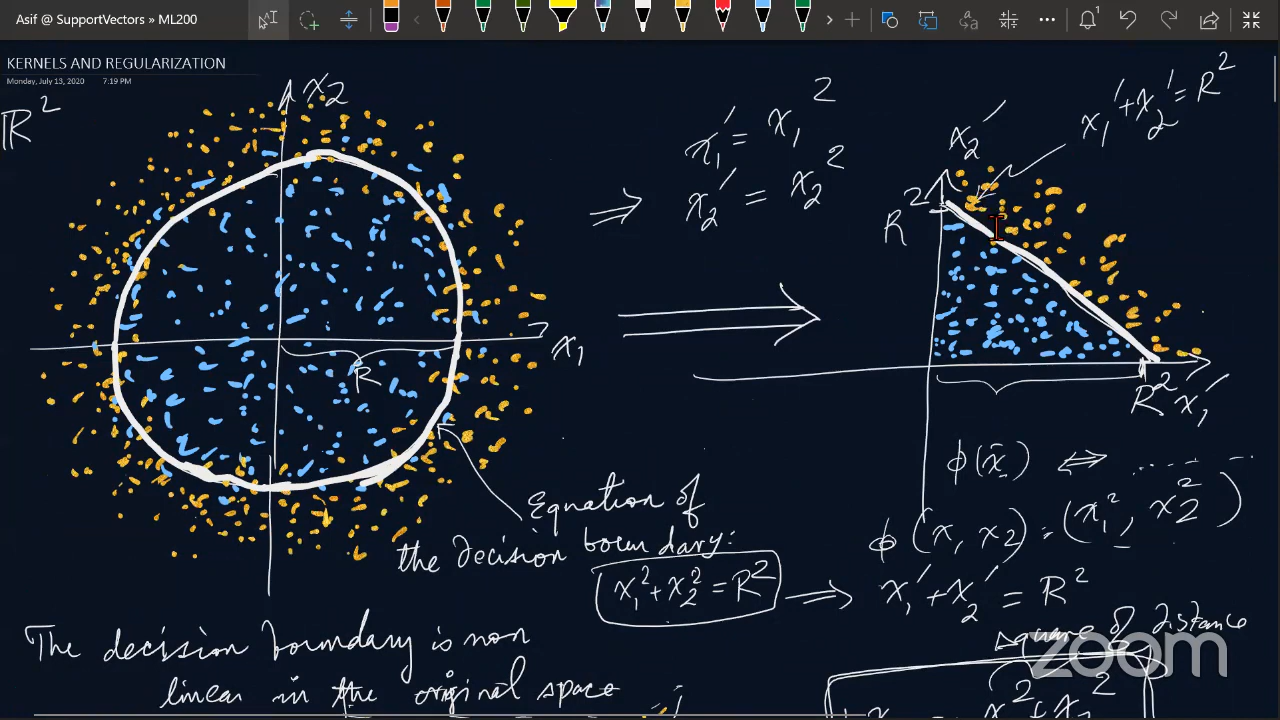 Asif @ SupportVectors » ML200
KERNELS AND REGULARIZATION
Monday, July 13, 2020 7:19 PM
ℝ²
x₂
x₁
R
⇒ x₁′ = x₁²
x₂′ = x₂²
x₂′
x₁′ + x₂′ = R²
R²
R² x₁′
ϕ(x̄) ⇔ ..... ...
ϕ(x, x₂) = (x₁², x₂²)
Equation of
the decision boundary:
x₁² + x₂² = R² ⇒ x₁′ + x₂′ = R²
square of distance
The decision boundary is non
linear in the original space
zoom